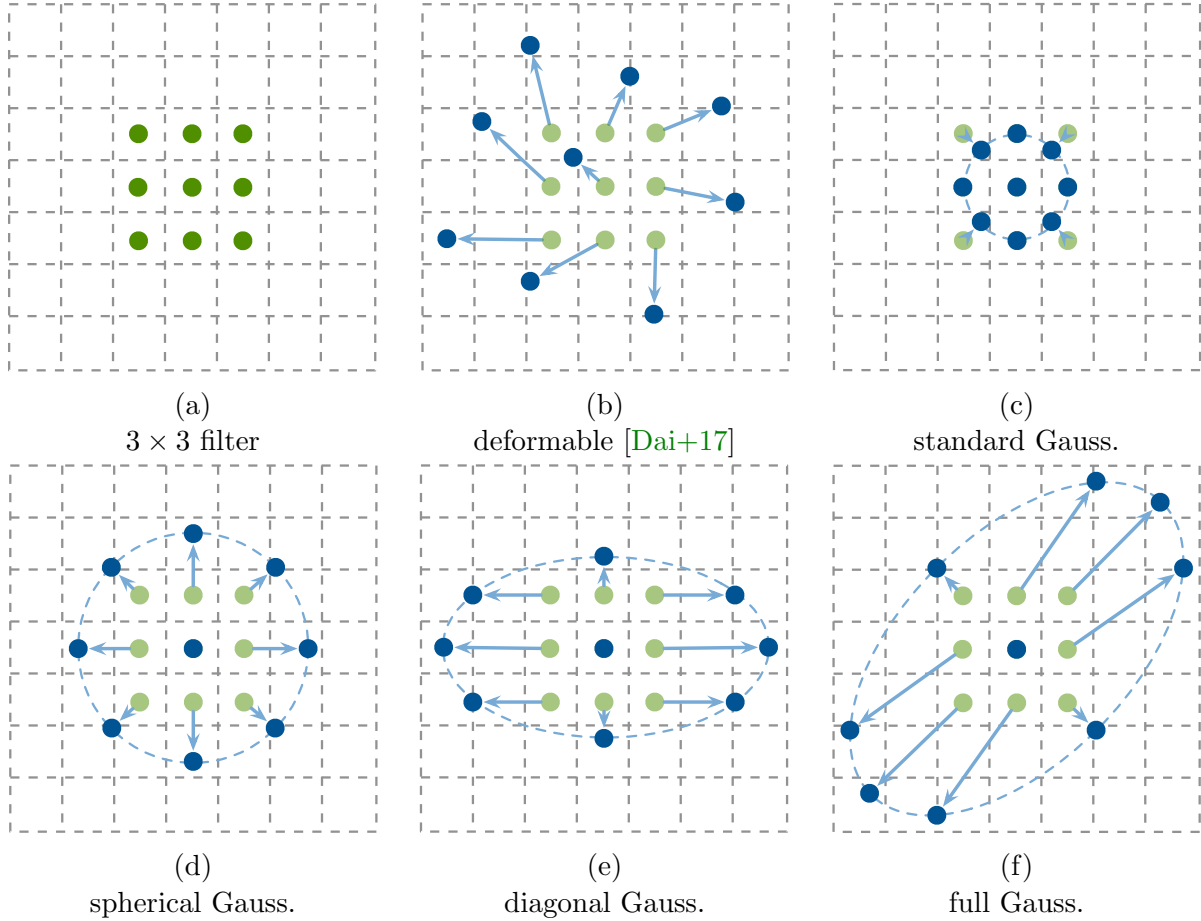 (a)
3 × 3 filter
(b)
deformable [Dai+17]
(c)
standard Gauss.
(d)
spherical Gauss.
(e)
diagonal Gauss.
(f)
full Gauss.